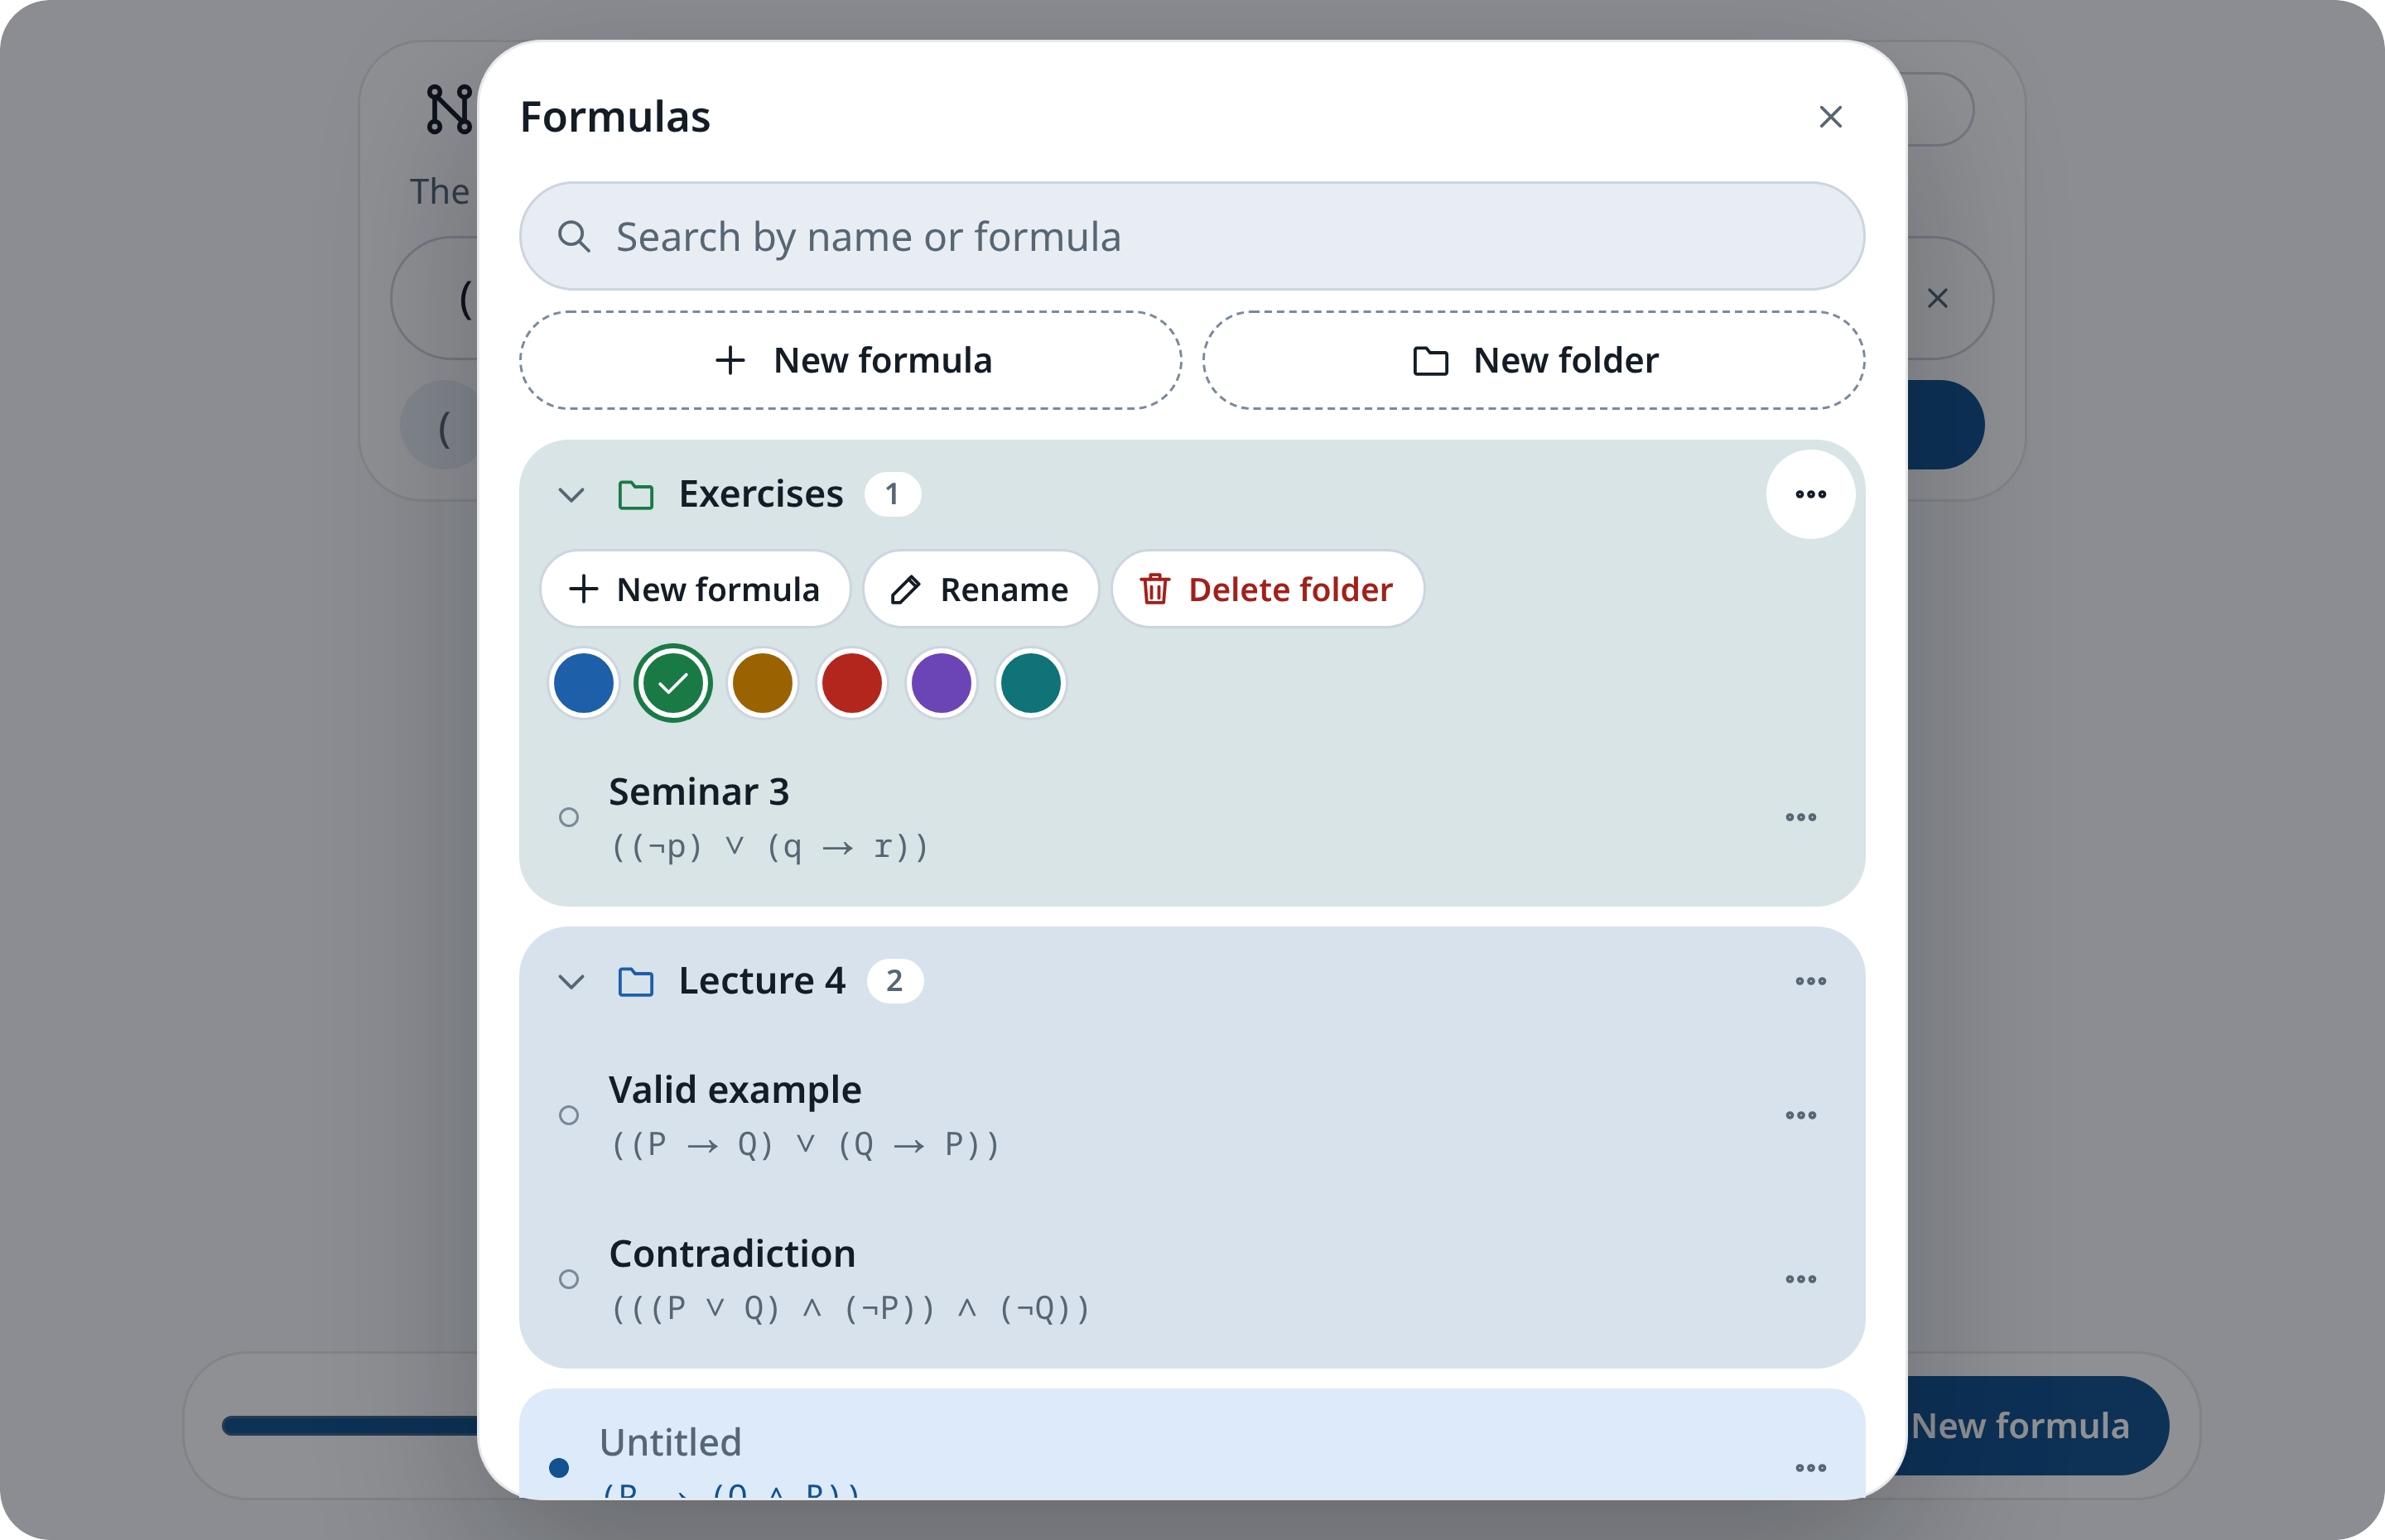 Formulas
The
Search by name or formula
(
New formula
New folder
(
Exercises 1
New formula
Rename
Delete folder
Seminar 3
((¬p) ∨ (q → r))
Lecture 4 2
Valid example
((P → Q) ∨ (Q → P))
Contradiction
(((P ∨ Q) ∧ (¬P)) ∧ (¬Q))
New formula
Untitled